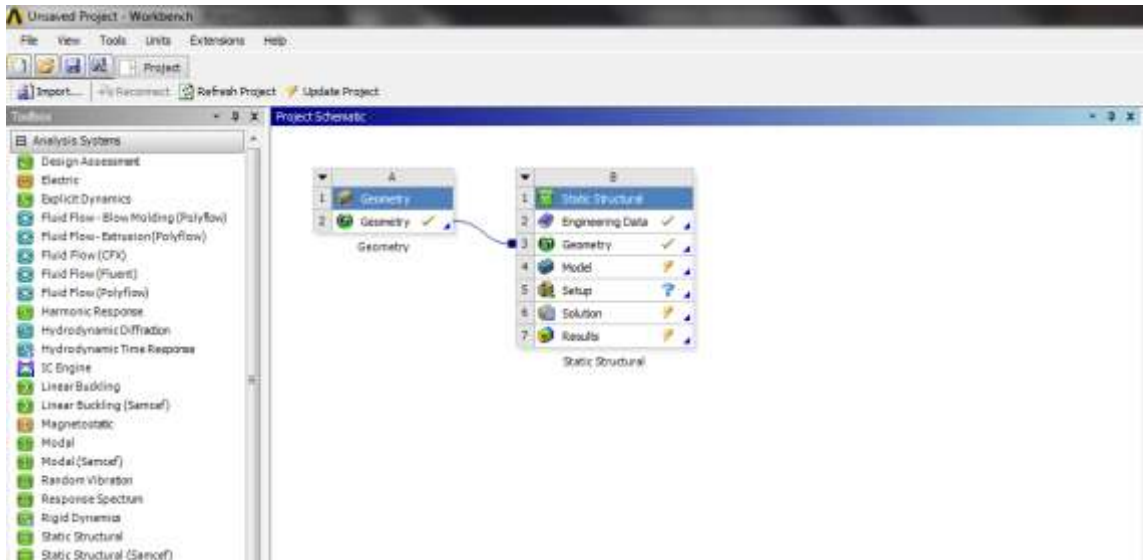 Unsaved Project - Workbench
File View Tools Units Extensions Help
Project
Import... Reconnect Refresh Project Update Project
Toolbox
Project Schematic
Analysis Systems
Design Assessment
Electric
Explicit Dynamics
Fluid Flow - Blow Molding (Polyflow)
Fluid Flow - Extrusion (Polyflow)
Fluid Flow (CFX)
Fluid Flow (Fluent)
Fluid Flow (Polyflow)
Harmonic Response
Hydrodynamic Diffraction
Hydrodynamic Time Response
IC Engine
Linear Buckling
Linear Buckling (Samcef)
Magnetostatic
Modal
Modal (Samcef)
Random Vibration
Response Spectrum
Rigid Dynamics
Static Structural
Static Structural (Samcef)
A
1 Geometry
2 Geometry
Geometry
B
1 Static Structural
2 Engineering Data
3 Geometry
4 Model
5 Setup ?
6 Solution
7 Results
Static Structural